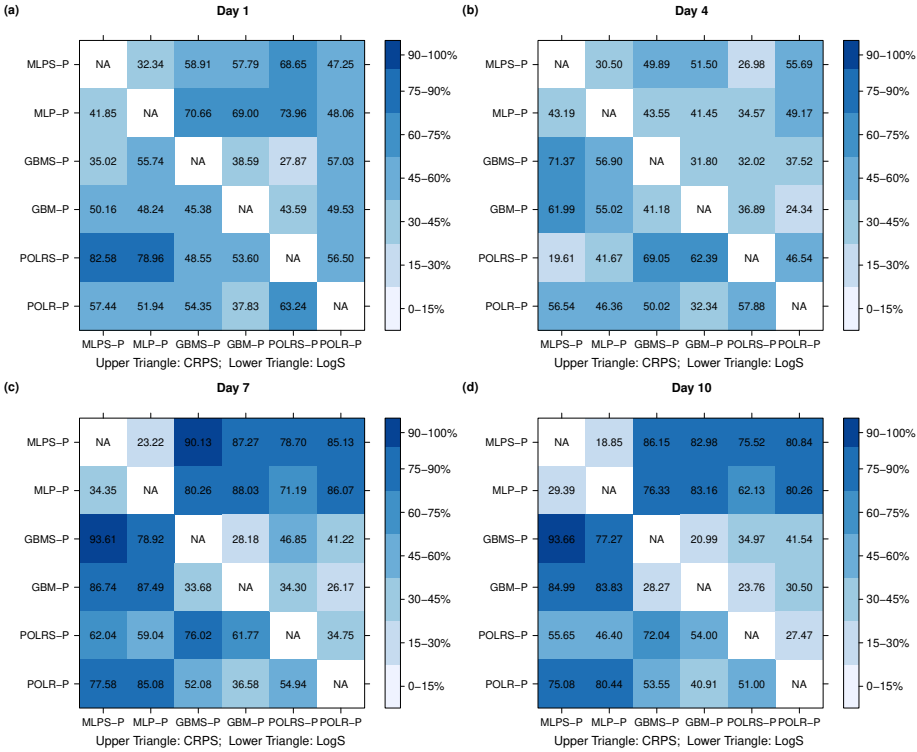 (a) Day 1
MLPS−P NA 32.34 58.91 57.79 68.65 47.25
MLP−P 41.85 NA 70.66 69.00 73.96 48.06
GBMS−P 35.02 55.74 NA 38.59 27.87 57.03
GBM−P 50.16 48.24 45.38 NA 43.59 49.53
POLRS−P 82.58 78.96 48.55 53.60 NA 56.50
POLR−P 57.44 51.94 54.35 37.83 63.24 NA
MLPS−P MLP−P GBMS−P GBM−P POLRS−P POLR−P
Upper Triangle: CRPS; Lower Triangle: LogS
90−100%
75−90%
60−75%
45−60%
30−45%
15−30%
0−15%
(b) Day 4
MLPS−P NA 30.50 49.89 51.50 26.98 55.69
MLP−P 43.19 NA 43.55 41.45 34.57 49.17
GBMS−P 71.37 56.90 NA 31.80 32.02 37.52
GBM−P 61.99 55.02 41.18 NA 36.89 24.34
POLRS−P 19.61 41.67 69.05 62.39 NA 46.54
POLR−P 56.54 46.36 50.02 32.34 57.88 NA
MLPS−P MLP−P GBMS−P GBM−P POLRS−P POLR−P
Upper Triangle: CRPS; Lower Triangle: LogS
90−100%
75−90%
60−75%
45−60%
30−45%
15−30%
0−15%
(c) Day 7
MLPS−P NA 23.22 90.13 87.27 78.70 85.13
MLP−P 34.35 NA 80.26 88.03 71.19 86.07
GBMS−P 93.61 78.92 NA 28.18 46.85 41.22
GBM−P 86.74 87.49 33.68 NA 34.30 26.17
POLRS−P 62.04 59.04 76.02 61.77 NA 34.75
POLR−P 77.58 85.08 52.08 36.58 54.94 NA
MLPS−P MLP−P GBMS−P GBM−P POLRS−P POLR−P
Upper Triangle: CRPS; Lower Triangle: LogS
90−100%
75−90%
60−75%
45−60%
30−45%
15−30%
0−15%
(d) Day 10
MLPS−P NA 18.85 86.15 82.98 75.52 80.84
MLP−P 29.39 NA 76.33 83.16 62.13 80.26
GBMS−P 93.66 77.27 NA 20.99 34.97 41.54
GBM−P 84.99 83.83 28.27 NA 23.76 30.50
POLRS−P 55.65 46.40 72.04 54.00 NA 27.47
POLR−P 75.08 80.44 53.55 40.91 51.00 NA
MLPS−P MLP−P GBMS−P GBM−P POLRS−P POLR−P
Upper Triangle: CRPS; Lower Triangle: LogS
90−100%
75−90%
60−75%
45−60%
30−45%
15−30%
0−15%